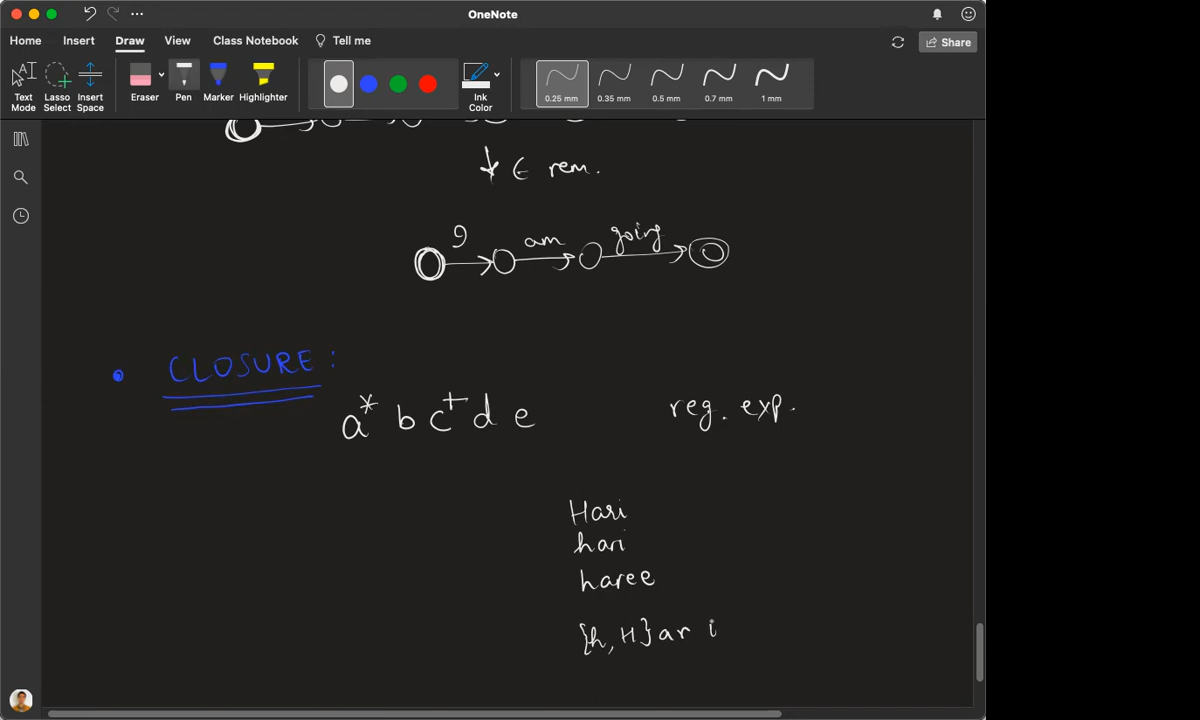 OneNote
Home Insert Draw View Class Notebook Tell me Share
Text Mode Lasso Select Insert Space Eraser Pen Marker Highlighter Ink Color 0.25 mm 0.35 mm 0.5 mm 0.7 mm 1 mm
↓ ∈ rem.
I am going
• CLOSURE:
a* b c+ d e reg. exp.
Hari
hari
haree
{h, H} ar i